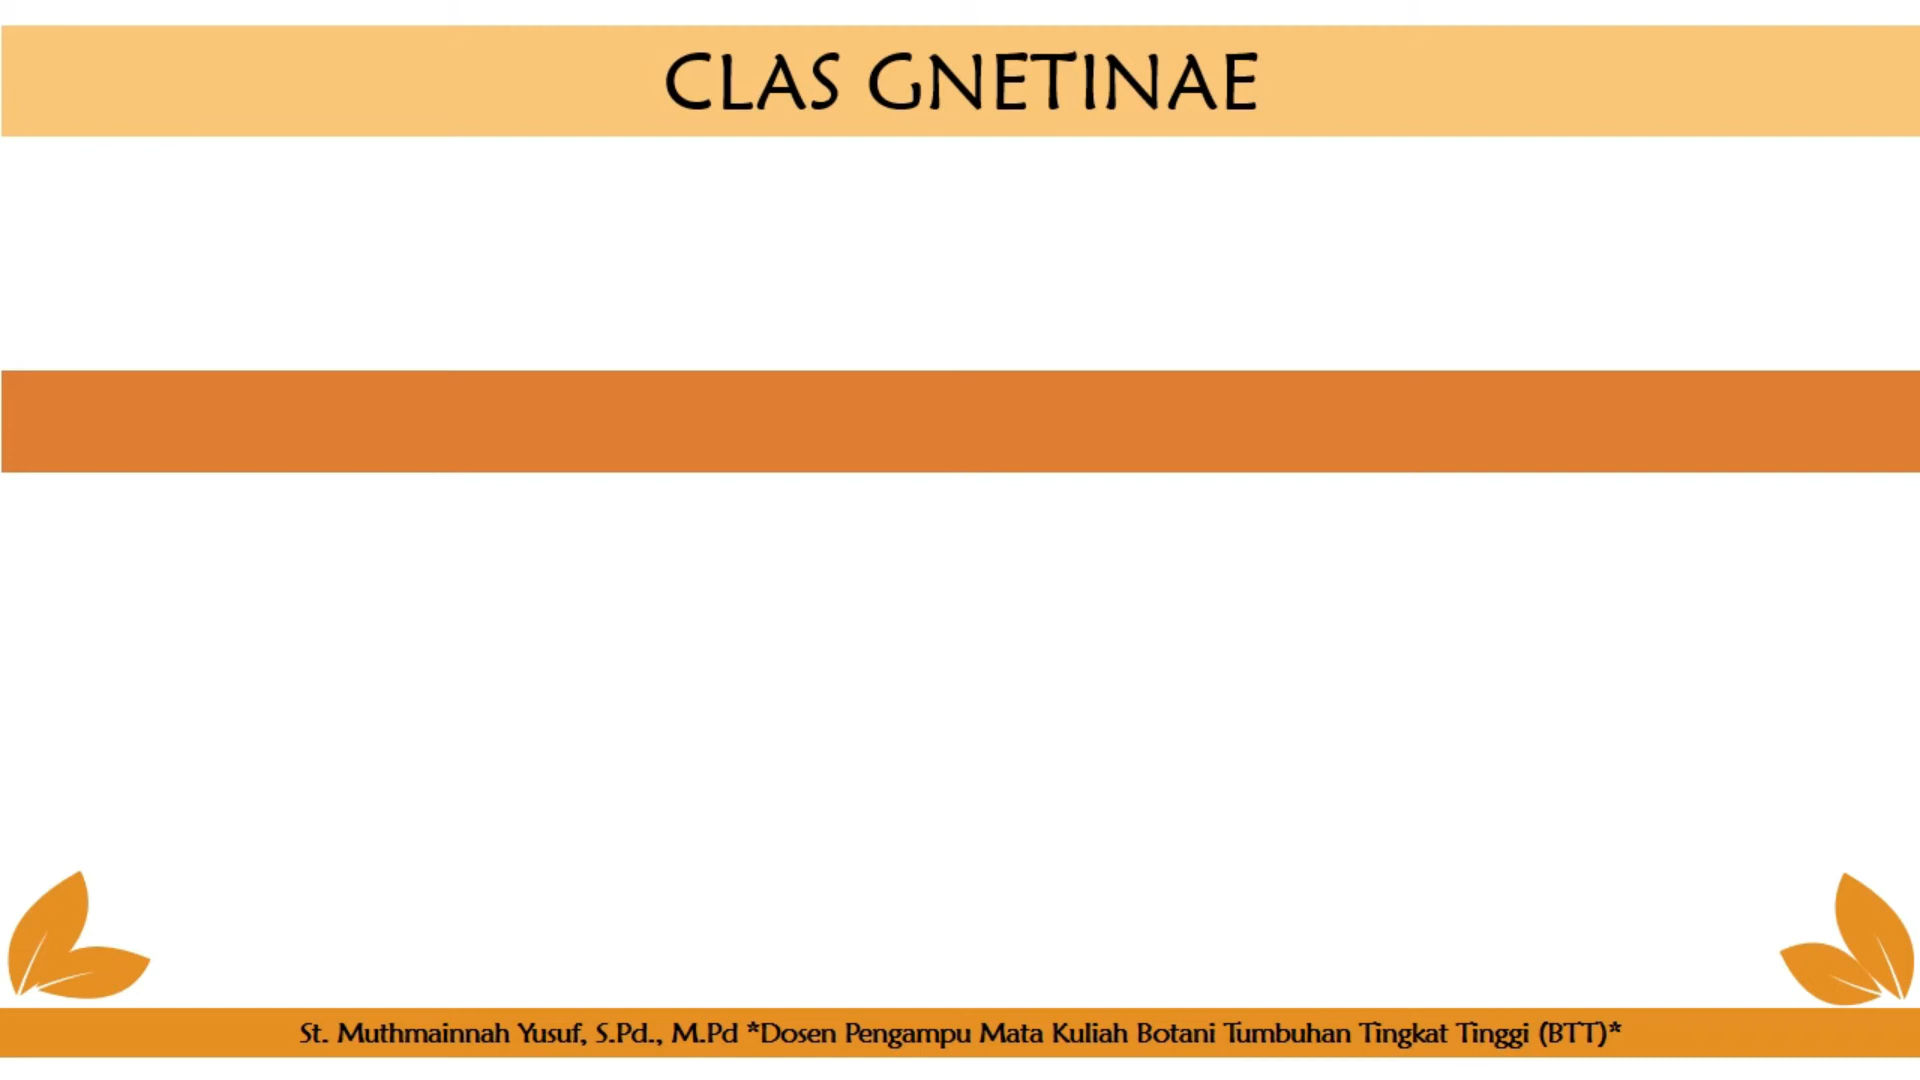 CLAS GNETINAE
St. Muthmainnah Yusuf, S.Pd., M.Pd *Dosen Pengampu Mata Kuliah Botani Tumbuhan Tingkat Tinggi (BTT)*